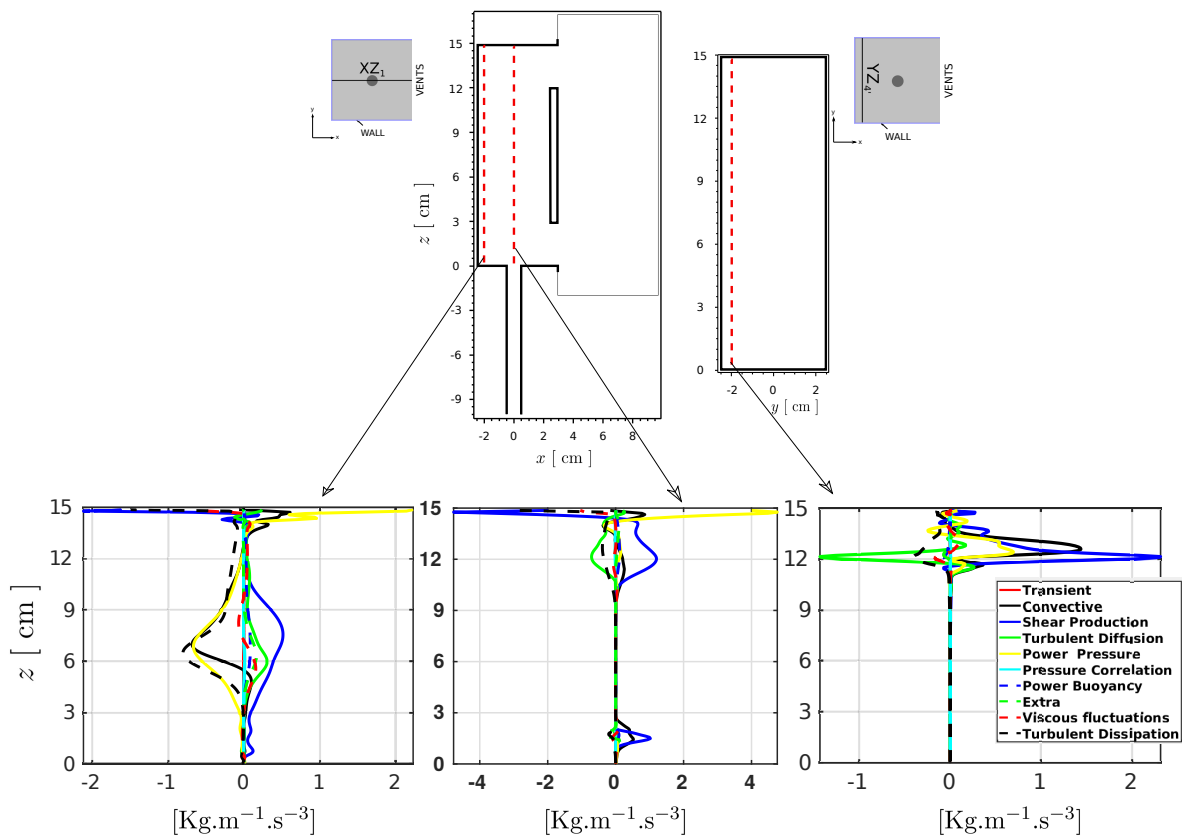 XZ1
VENTS
WALL
y
x
15
12
9
6
3
0
-3
-6
-9
z [ cm ]
-2 0 2 4 6 8
x [ cm ]
15
12
9
6
3
0
-2 0 2
y [ cm ]
YZ4'
VENTS
WALL
y
x
z [ cm ]
15
12
9
6
3
0
-2 -1 0 1 2
[Kg.m−1.s−3]
15
12
9
6
3
0
-4 -2 0 2 4
[Kg.m−1.s−3]
15
12
9
6
3
0
-1 0 1 2
[Kg.m−1.s−3]
Transient
Convective
Shear Production
Turbulent Diffusion
Power Pressure
Pressure Correlation
Power Buoyancy
Extra
Viscous fluctuations
Turbulent Dissipation